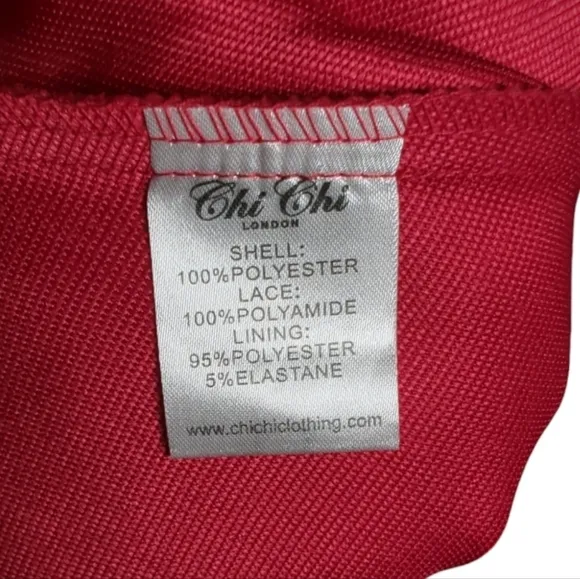 Chi Chi
LONDON
SHELL:
100%POLYESTER
LACE:
100%POLYAMIDE
LINING:
95%POLYESTER
5%ELASTANE
www.chichiclothing.com